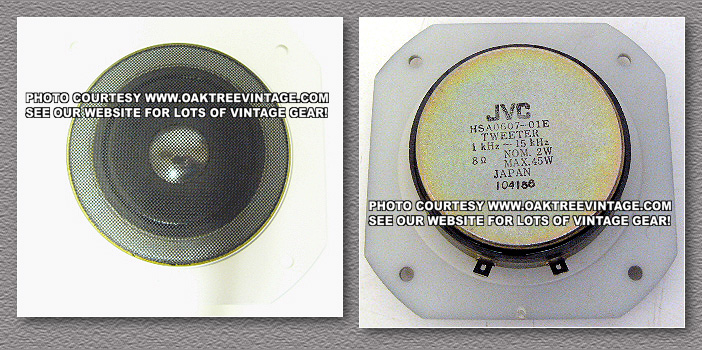 PHOTO COURTESY WWW.OAKTREEVINTAGE.COM
SEE OUR WEBSITE FOR LOTS OF VINTAGE GEAR!
JVC
HSA0607-01E
TWEETER
1 kHz ~ 15 kHz
NOM. 2W
8 Ω MAX. 45W
JAPAN
104186
PHOTO COURTESY WWW.OAKTREEVINTAGE.COM
SEE OUR WEBSITE FOR LOTS OF VINTAGE GEAR!